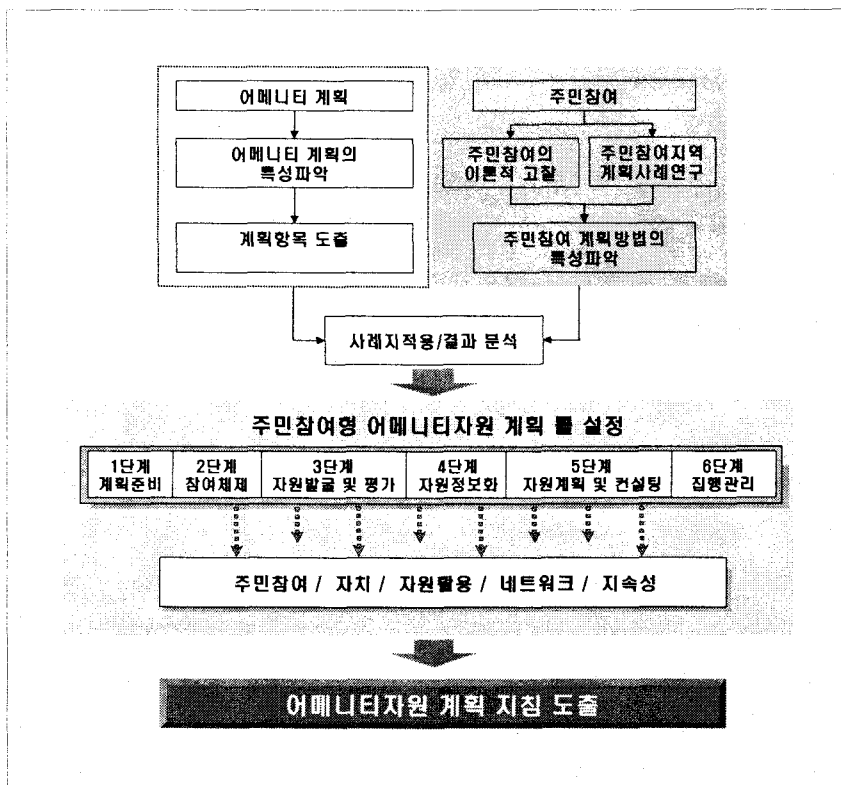 어메니티 계획
어메니티 계획의
특성파악
계획항목 도출
주민참여
주민참여의
이론적 고찰
주민참여지역
계획사례연구
주민참여 계획방법의
특성파악
사례지적용/결과 분석
주민참여형 어메니티자원 계획 틀 설정
1단계
계획준비
2단계
참여체제
3단계
자원발굴 및 평가
4단계
자원정보화
5단계
자원계획 및 컨설팅
6단계
집행관리
주민참여 / 자치 / 자원활용 / 네트워크 / 지속성
어메니티자원 계획 지침 도출